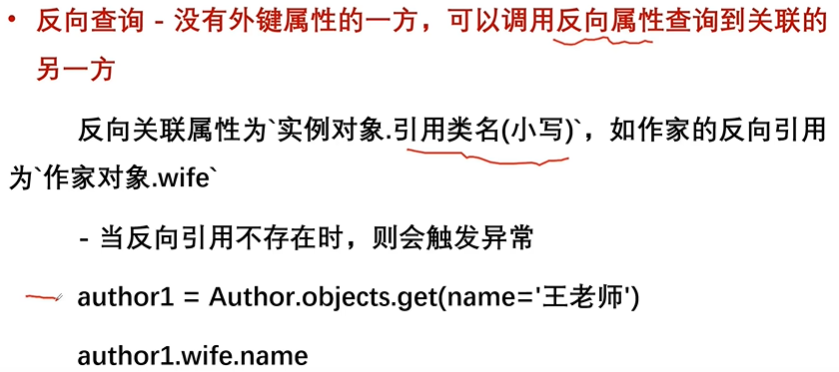 • 反向查询 - 没有外键属性的一方，可以调用反向属性查询到关联的
另一方
反向关联属性为`实例对象.引用类名(小写)`，如作家的反向引用
为`作家对象.wife`
- 当反向引用不存在时，则会触发异常
author1 = Author.objects.get(name='王老师')
author1.wife.name